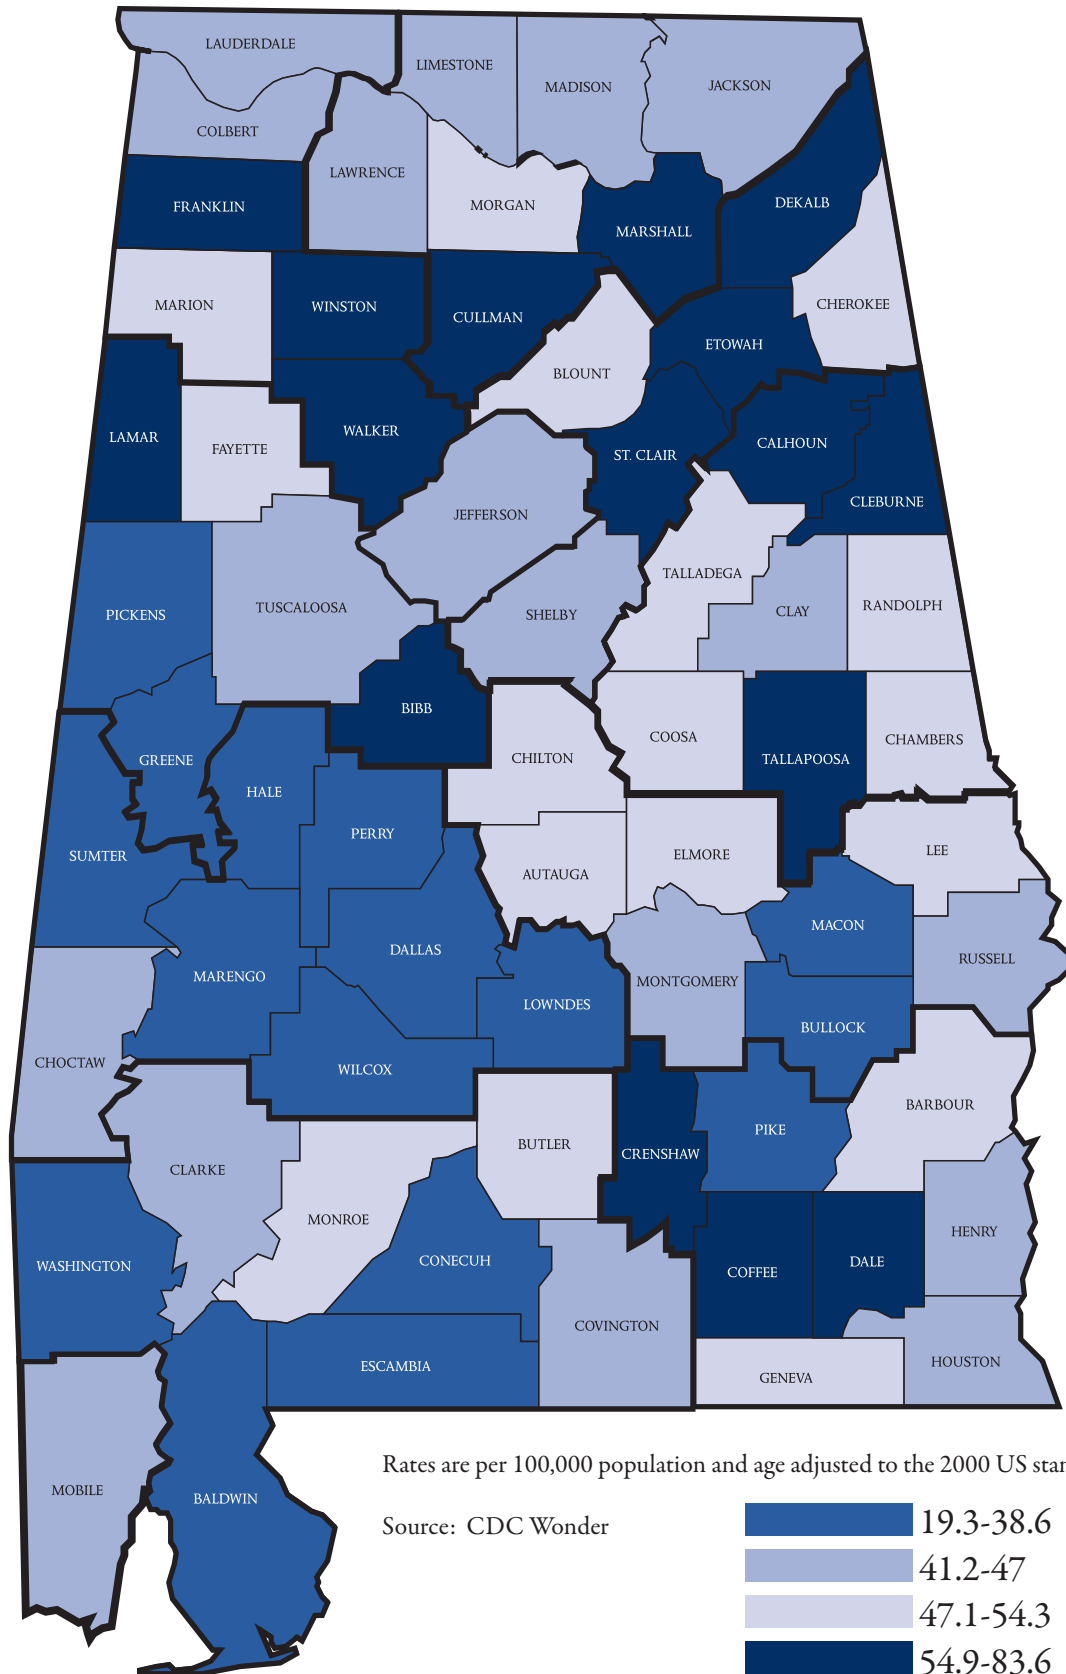 LAUDERDALE
LIMESTONE
MADISON
JACKSON
COLBERT
LAWRENCE
FRANKLIN
MORGAN
MARSHALL
DEKALB
MARION
WINSTON
CULLMAN
CHEROKEE
ETOWAH
BLOUNT
LAMAR
FAYETTE
WALKER
ST. CLAIR
CALHOUN
CLEBURNE
JEFFERSON
TALLADEGA
PICKENS
TUSCALOOSA
SHELBY
CLAY
RANDOLPH
BIBB
GREENE
HALE
CHILTON
COOSA
TALLAPOOSA
CHAMBERS
SUMTER
PERRY
AUTAUGA
ELMORE
LEE
MACON
DALLAS
MARENGO
LOWNDES
MONTGOMERY
RUSSELL
BULLOCK
CHOCTAW
WILCOX
BARBOUR
CLARKE
BUTLER
CRENSHAW
PIKE
MONROE
HENRY
WASHINGTON
CONECUH
COFFEE
DALE
COVINGTON
ESCAMBIA
GENEVA
HOUSTON
MOBILE
BALDWIN
Rates are per 100,000 population and age adjusted to the 2000 US star
Source: CDC Wonder
19.3-38.6
41.2-47
47.1-54.3
54.9-83.6